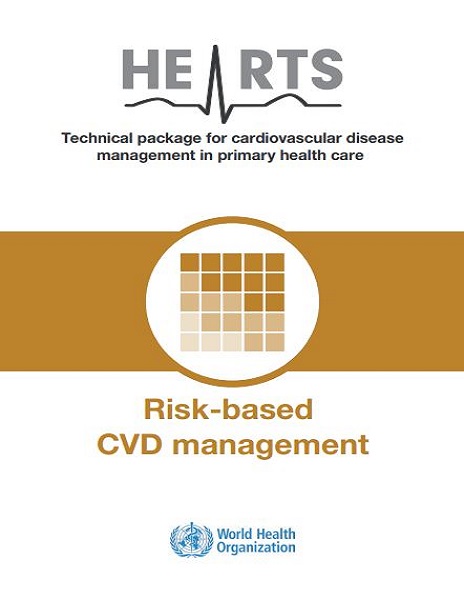 HEARTS
Technical package for cardiovascular disease
management in primary health care
Risk-based
CVD management
World Health
Organization